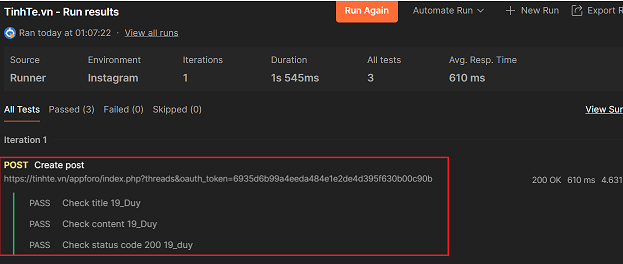 TinhTe.vn - Run results
Run Again
Automate Run
+ New Run
Export R
Ran today at 01:07:22 · View all runs
Source Environment Iterations Duration All tests Avg. Resp. Time
Runner Instagram 1 1s 545ms 3 610 ms
All Tests Passed (3) Failed (0) Skipped (0) View Sur
Iteration 1
POST Create post
https://tinhte.vn/appforo/index.php?threads&oauth_token=6935d6b99a4eeda484e1e2de4d395f630b00c90b 200 OK 610 ms 4.631
PASS Check title 19_Duy
PASS Check content 19_Duy
PASS Check status code 200 19_duy